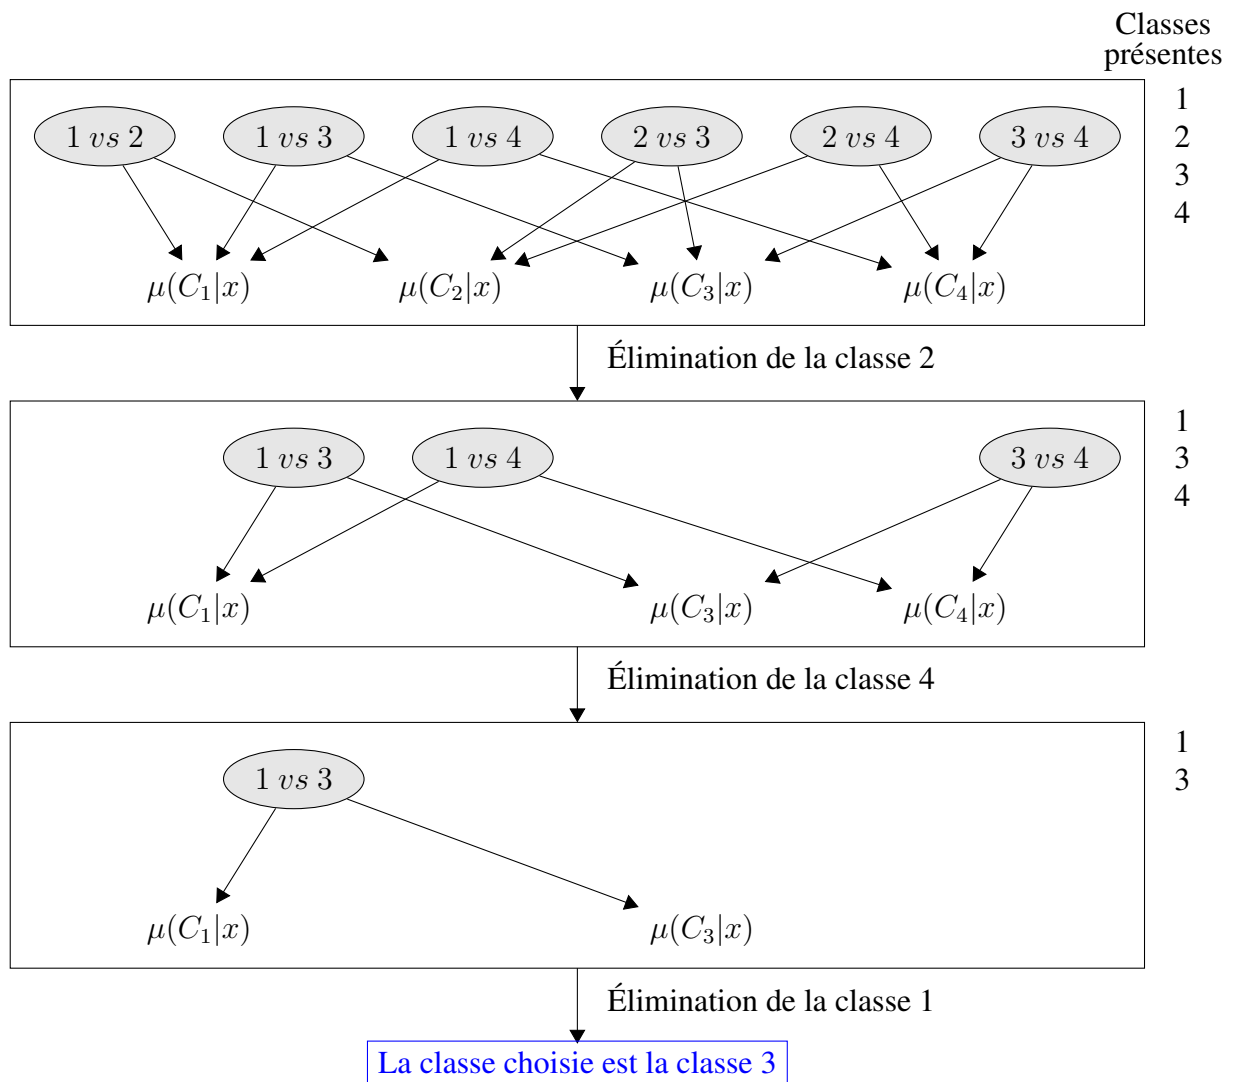 Classes
présentes
1 vs 2 1 vs 3 1 vs 4 2 vs 3 2 vs 4 3 vs 4
1
2
3
4
μ(C₁|x) μ(C₂|x) μ(C₃|x) μ(C₄|x)
Élimination de la classe 2
1 vs 3 1 vs 4 3 vs 4
1
3
4
μ(C₁|x) μ(C₃|x) μ(C₄|x)
Élimination de la classe 4
1 vs 3
1
3
μ(C₁|x) μ(C₃|x)
Élimination de la classe 1
La classe choisie est la classe 3